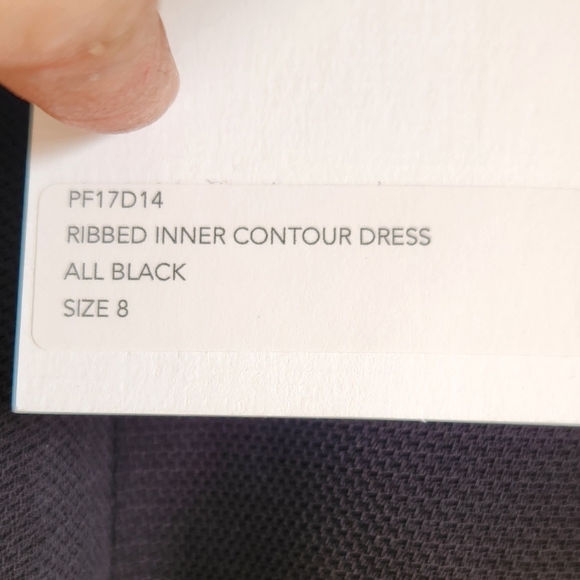 PF17D14
RIBBED INNER CONTOUR DRESS
ALL BLACK
SIZE 8